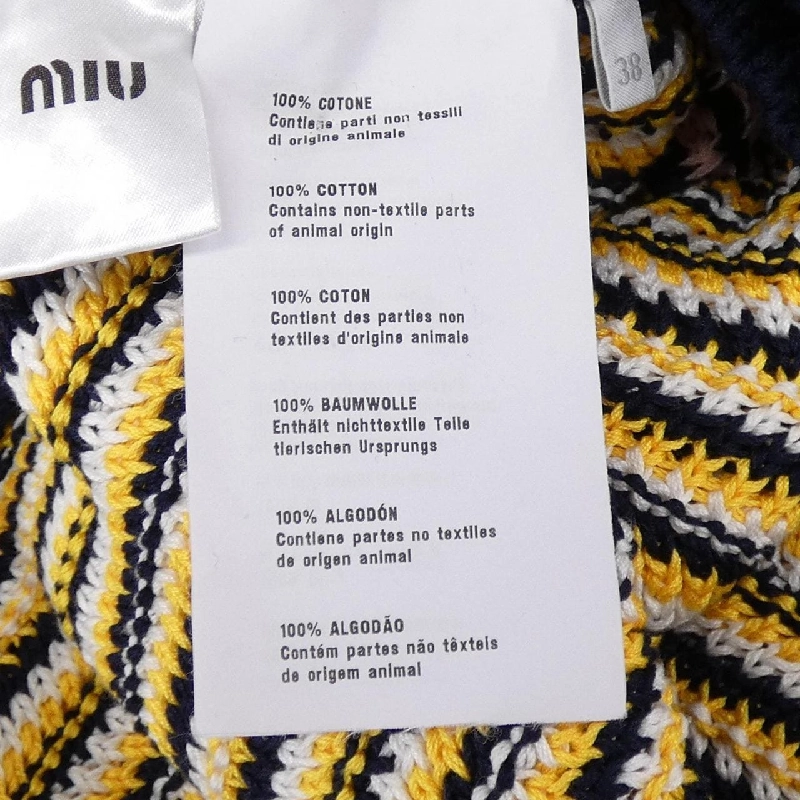 MIU
38
100% COTONE
Contiene parti non tessili
di origine animale
100% COTTON
Contains non-textile parts
of animal origin
100% COTON
Contient des parties non
textiles d'origine animale
100% BAUMWOLLE
Enthält nichttextile Teile
tierischen Ursprungs
100% ALGODÓN
Contiene partes no textiles
de origen animal
100% ALGODÃO
Contém partes não têxteis
de origem animal